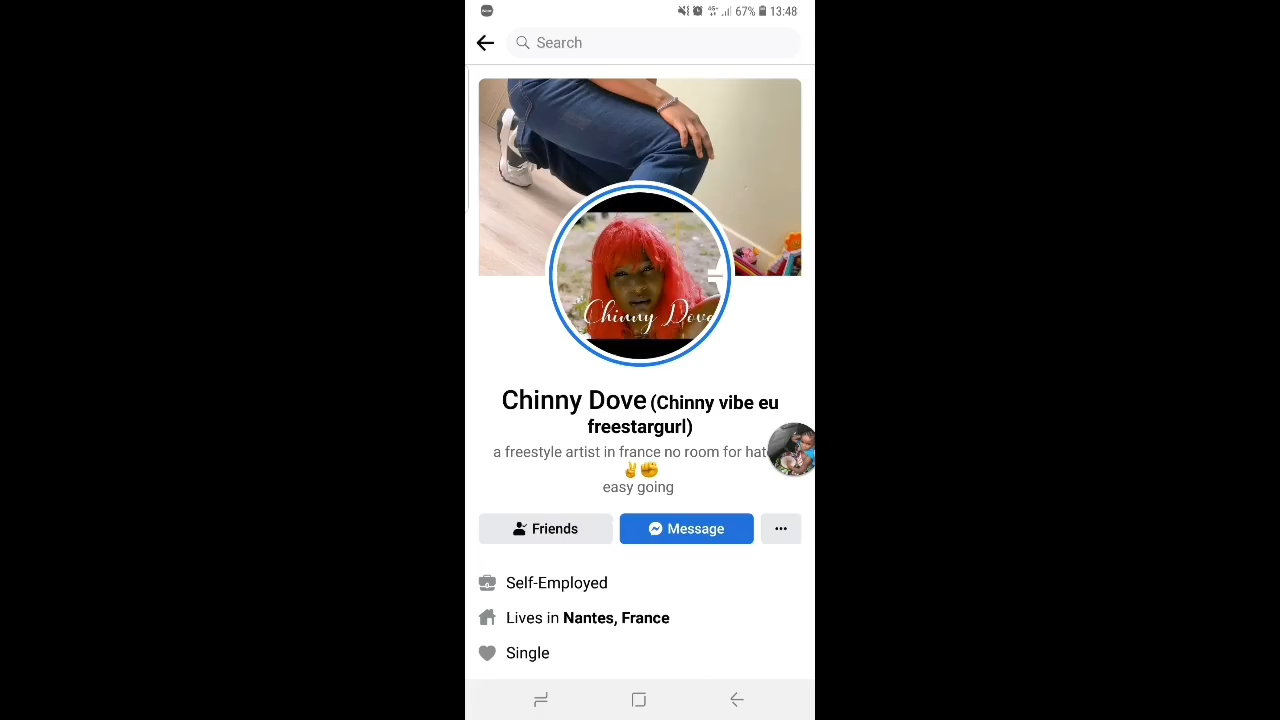 67% 13:48
Search
Chinny Dove
Chinny Dove (Chinny vibe eu
freestargurl)
a freestyle artist in france no room for hat
✌️✊
easy going
Friends
Message
Self-Employed
Lives in Nantes, France
Single